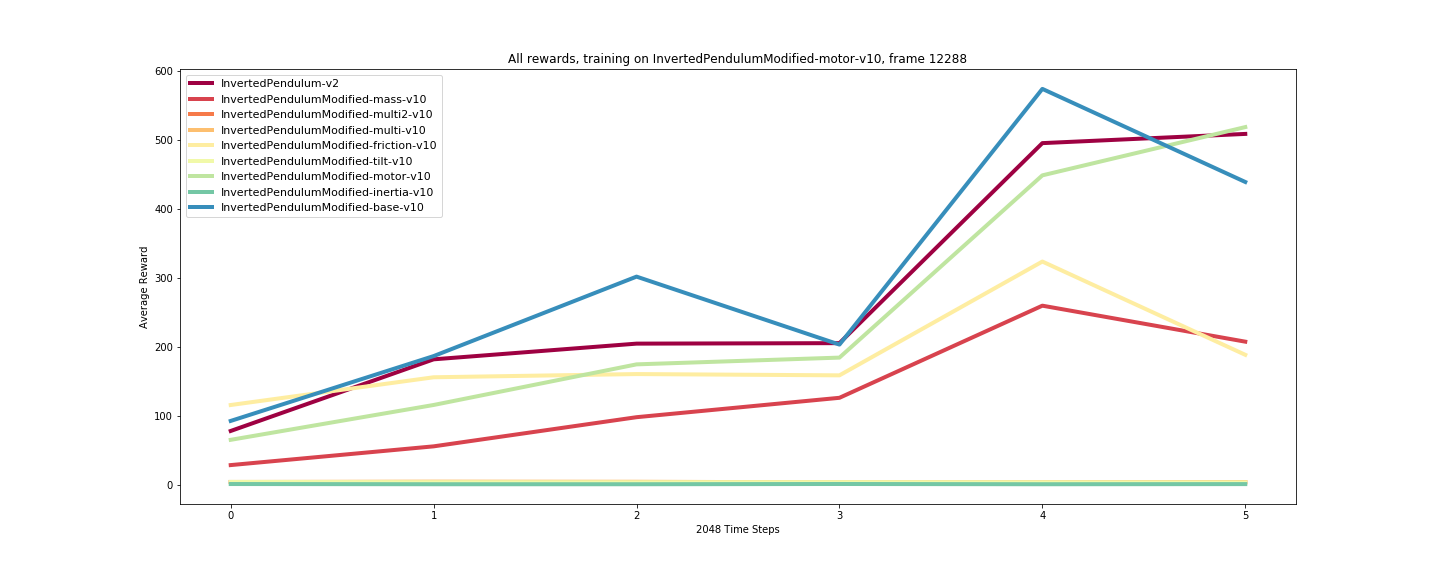 All rewards, training on InvertedPendulumModified-motor-v10, frame 12288
InvertedPendulum-v2
InvertedPendulumModified-mass-v10
InvertedPendulumModified-multi2-v10
InvertedPendulumModified-multi-v10
InvertedPendulumModified-friction-v10
InvertedPendulumModified-tilt-v10
InvertedPendulumModified-motor-v10
InvertedPendulumModified-inertia-v10
InvertedPendulumModified-base-v10
Average Reward
600
500
400
300
200
100
0
0 1 2 3 4 5
2048 Time Steps